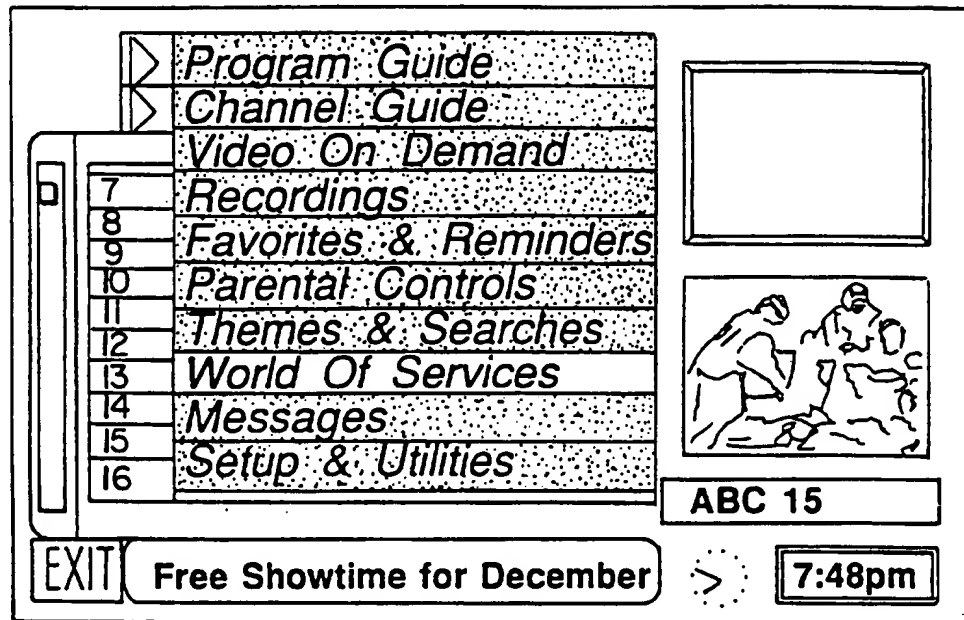 Program Guide
Channel Guide
Video On Demand
7 Recordings
8
9 Favorites & Reminders
10 Parental Controls
11
12 Themes & Searches
13 World Of Services
14 Messages
15
16 Setup & Utilities
ABC 15
EXIT Free Showtime for December > 7:48pm